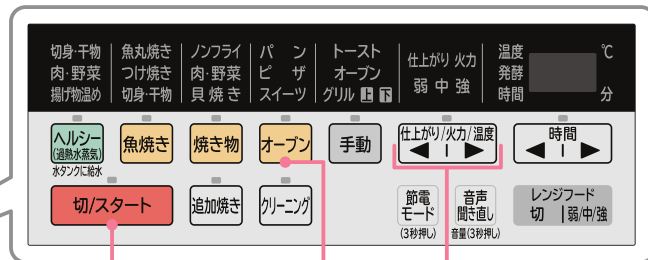 切身・干物 魚丸焼き ノンフライ パン トースト 仕上がり 火力 温度 ℃
肉・野菜 つけ焼き 肉・野菜 ピザ オーブン 弱 中 強 発酵
揚げ物温め 切身・干物 貝焼き スイーツ グリル 上 下 時間 分
ヘルシー
(過熱水蒸気)
水タンクに給水
魚焼き
焼き物
オーブン
手動
仕上がり/火力/温度
◀ | ▶
時間
◀ | ▶
切/スタート
追加焼き
クリーニング
節電
モード
(3秒押し)
音声
聞き直し
音量(3秒押し)
レンジフード
切 | 弱/中/強